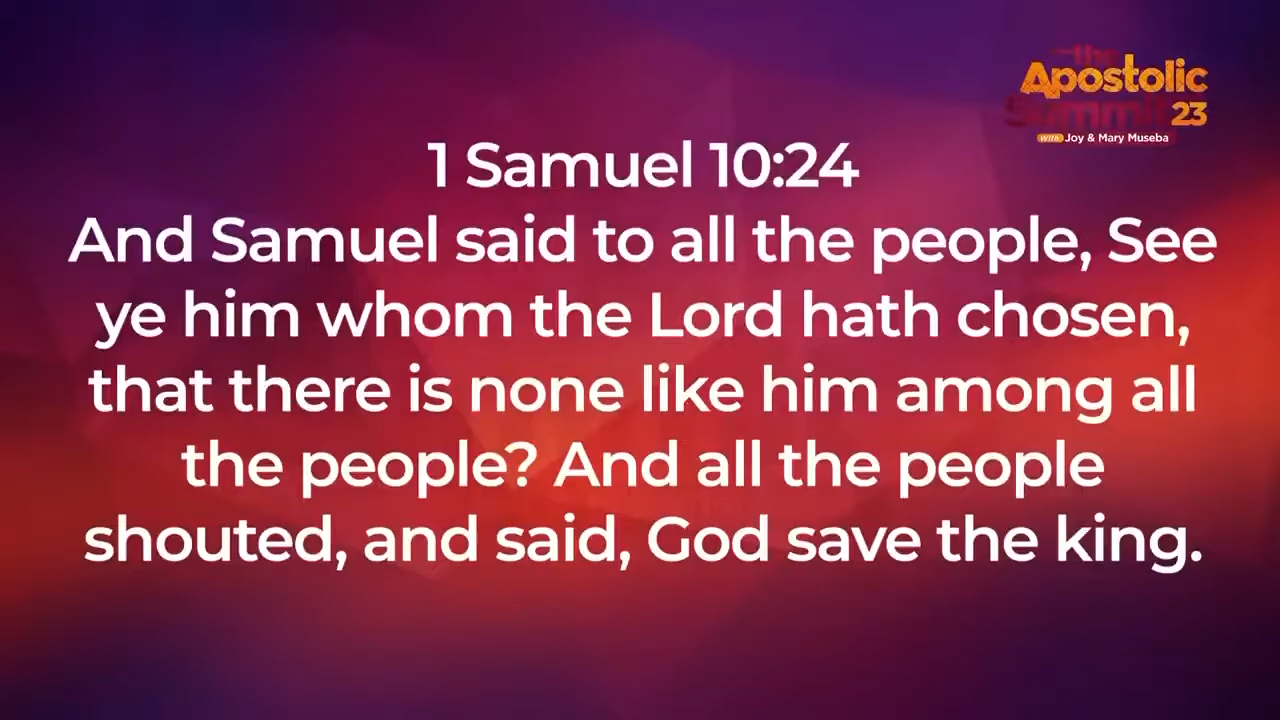 the
Apostolic
Summit 23
with Joy & Mary Museba
1 Samuel 10:24
And Samuel said to all the people, See
ye him whom the Lord hath chosen,
that there is none like him among all
the people? And all the people
shouted, and said, God save the king.